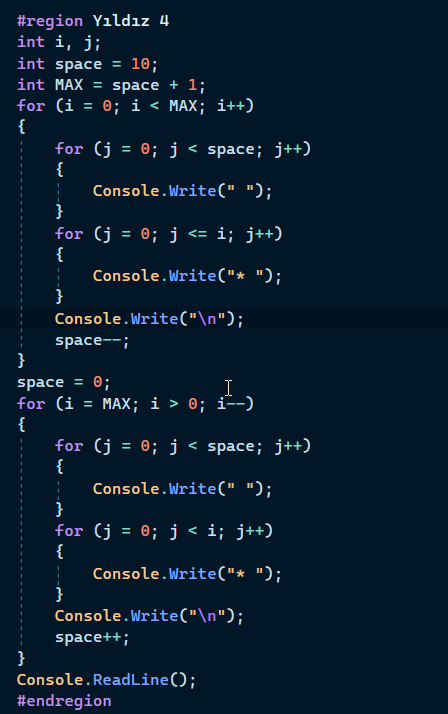 #region Yıldız 4
int i, j;
int space = 10;
int MAX = space + 1;
for (i = 0; i < MAX; i++)
{
    for (j = 0; j < space; j++)
    {
        Console.Write(" ");
    }
    for (j = 0; j <= i; j++)
    {
        Console.Write("* ");
    }
    Console.Write("\n");
    space--;
}
space = 0;
for (i = MAX; i > 0; i--)
{
    for (j = 0; j < space; j++)
    {
        Console.Write(" ");
    }
    for (j = 0; j < i; j++)
    {
        Console.Write("* ");
    }
    Console.Write("\n");
    space++;
}
Console.ReadLine();
#endregion